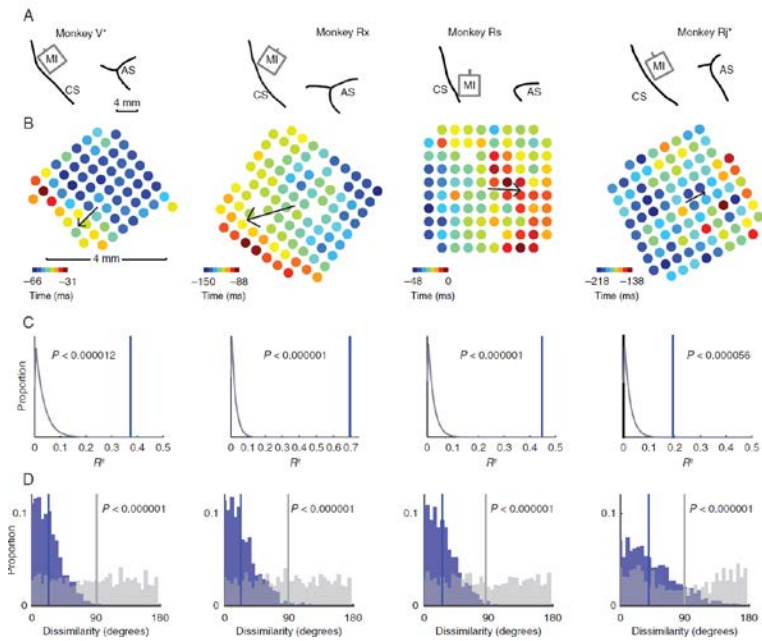 A
Monkey V* Monkey Rx Monkey Rs Monkey Rj*
MI AS MI AS MI AS MI AS
CS CS CS CS
4 mm
B
4 mm
−66 −31 −150 −88 −48 0 −218 −138
Time (ms) Time (ms) Time (ms) Time (ms)
C
P < 0.000012 P < 0.000001 P < 0.000001 P < 0.000056
Proportion
0 0.1 0.2 0.3 0.4 0.5 0 0.1 0.2 0.3 0.4 0.5 0.6 0.7 0 0.1 0.2 0.3 0.4 0.5 0 0.1 0.2 0.3 0.4 0.5
D
P < 0.000001 P < 0.000001 P < 0.000001 P < 0.000001
0.1 0.1 0.1 0.1
Proportion
0 0 0 0
0 90 180 0 90 180 0 90 180 0 90 180
Dissimilarity (degrees) Dissimilarity (degrees) Dissimilarity (degrees) Dissimilarity (degrees)